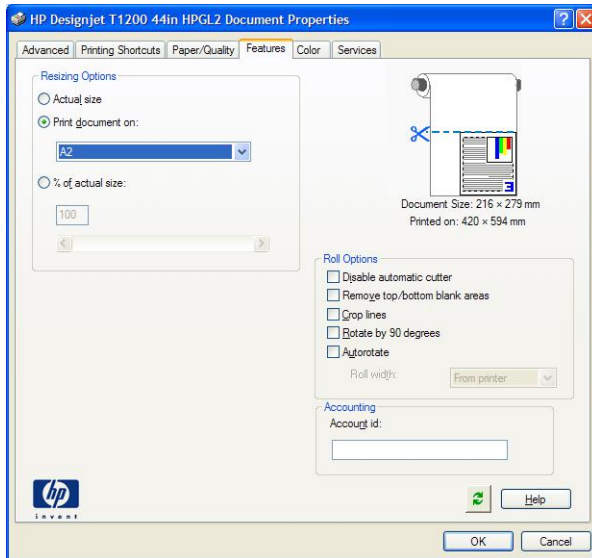 HP Designjet T1200 44in HPGL2 Document Properties
Advanced Printing Shortcuts Paper/Quality Features Color Services
Resizing Options
Actual size
Print document on:
A2
% of actual size:
100
3
Document Size: 216 × 279 mm
Printed on: 420 × 594 mm
Roll Options
Disable automatic cutter
Remove top/bottom blank areas
Crop lines
Rotate by 90 degrees
Autorotate
Roll width: From printer
Accounting
Account id:
hp
invent
Help
OK Cancel